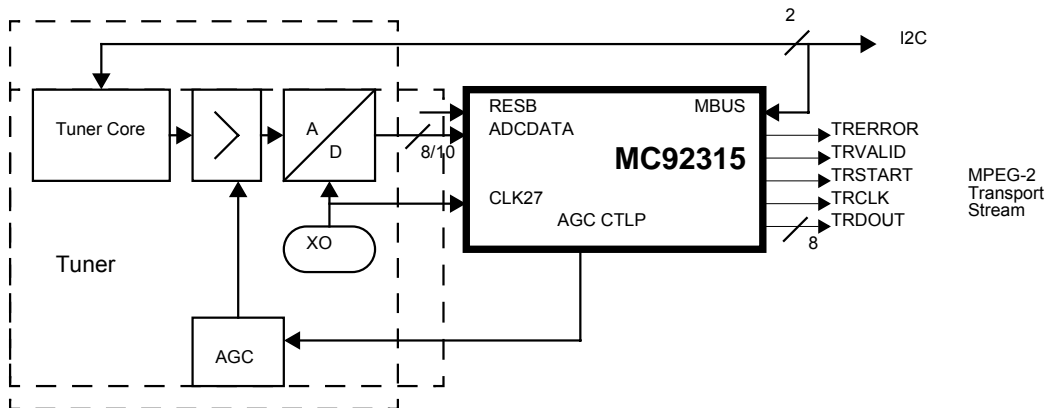 2
I2C
Tuner Core
A
D
8/10
RESB
MBUS
ADCDATA
MC92315
CLK27
AGC CTLP
TRERROR
TRVALID
TRSTART
TRCLK
TRDOUT
8
MPEG-2
Transport
Stream
XO
Tuner
AGC